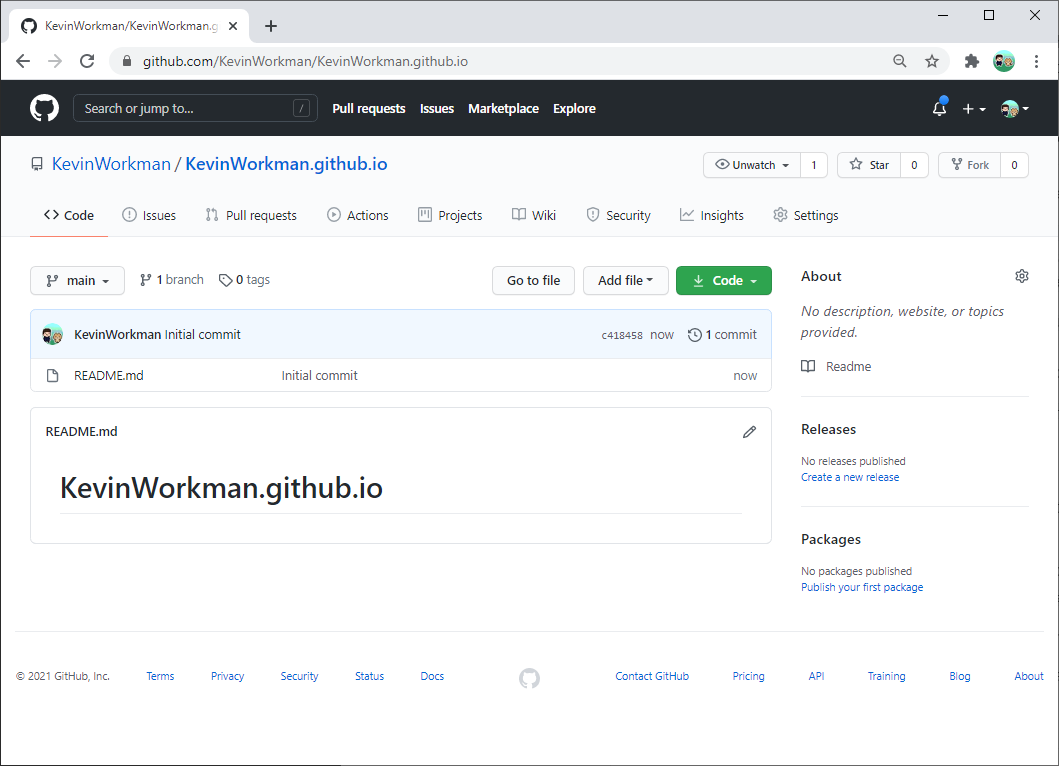 KevinWorkman/KevinWorkman.g
github.com/KevinWorkman/KevinWorkman.github.io
Search or jump to... / Pull requests Issues Marketplace Explore
KevinWorkman / KevinWorkman.github.io Unwatch 1 Star 0 Fork 0
Code Issues Pull requests Actions Projects Wiki Security Insights Settings
main 1 branch 0 tags Go to file Add file Code
KevinWorkman Initial commit c418458 now 1 commit
README.md Initial commit now
README.md
KevinWorkman.github.io
About
No description, website, or topics
provided.
Readme
Releases
No releases published
Create a new release
Packages
No packages published
Publish your first package
© 2021 GitHub, Inc. Terms Privacy Security Status Docs Contact GitHub Pricing API Training Blog About